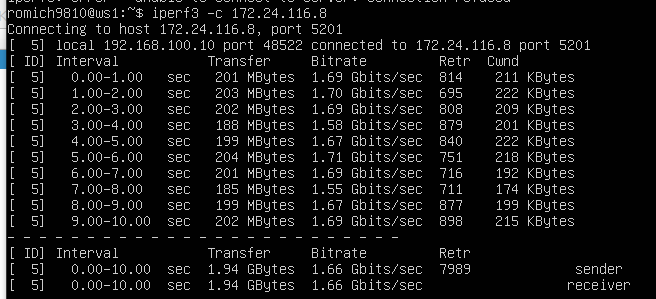 romich9810@ws1:~$ iperf3 -c 172.24.116.8
Connecting to host 172.24.116.8, port 5201
[  5] local 192.168.100.10 port 48522 connected to 172.24.116.8 port 5201
[ ID] Interval           Transfer     Bitrate         Retr  Cwnd
[  5]   0.00-1.00   sec   201 MBytes  1.69 Gbits/sec  814    211 KBytes
[  5]   1.00-2.00   sec   203 MBytes  1.70 Gbits/sec  695    222 KBytes
[  5]   2.00-3.00   sec   202 MBytes  1.69 Gbits/sec  808    209 KBytes
[  5]   3.00-4.00   sec   188 MBytes  1.58 Gbits/sec  879    201 KBytes
[  5]   4.00-5.00   sec   199 MBytes  1.67 Gbits/sec  840    222 KBytes
[  5]   5.00-6.00   sec   204 MBytes  1.71 Gbits/sec  751    218 KBytes
[  5]   6.00-7.00   sec   201 MBytes  1.69 Gbits/sec  716    192 KBytes
[  5]   7.00-8.00   sec   185 MBytes  1.55 Gbits/sec  711    174 KBytes
[  5]   8.00-9.00   sec   199 MBytes  1.67 Gbits/sec  877    199 KBytes
[  5]   9.00-10.00  sec   202 MBytes  1.69 Gbits/sec  898    215 KBytes
- - - - - - - - - - - - - - - - - - - - - - - - -
[ ID] Interval           Transfer     Bitrate         Retr
[  5]   0.00-10.00  sec  1.94 GBytes  1.66 Gbits/sec  7989             sender
[  5]   0.00-10.00  sec  1.94 GBytes  1.66 Gbits/sec                  receiver